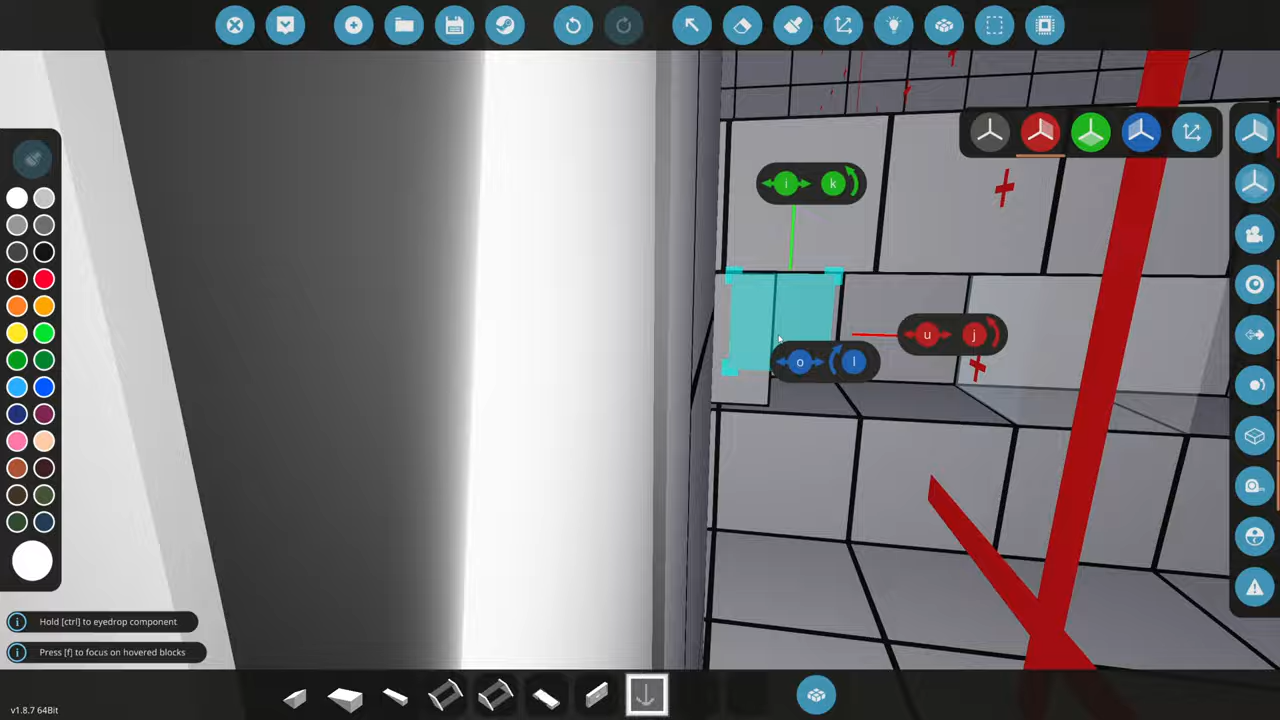 i k
u j
o l
Hold [ctrl] to eyedrop component
Press [f] to focus on hovered blocks
v1.8.7 64Bit